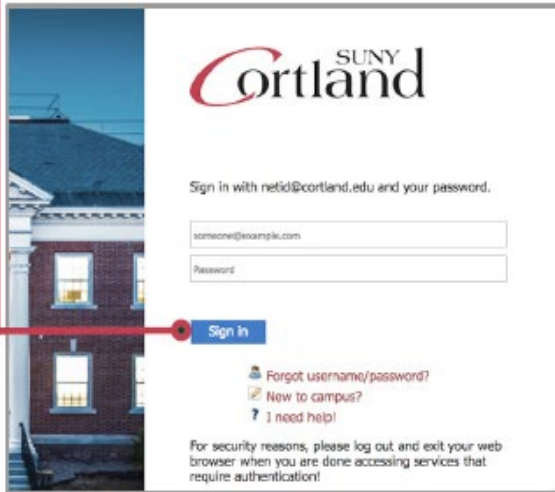 SUNY
Cortland
Sign in with netid@cortland.edu and your password.
someone@example.com
Password
Sign in
Forgot username/password?
New to campus?
? I need help!
For security reasons, please log out and exit your web
browser when you are done accessing services that
require authentication!